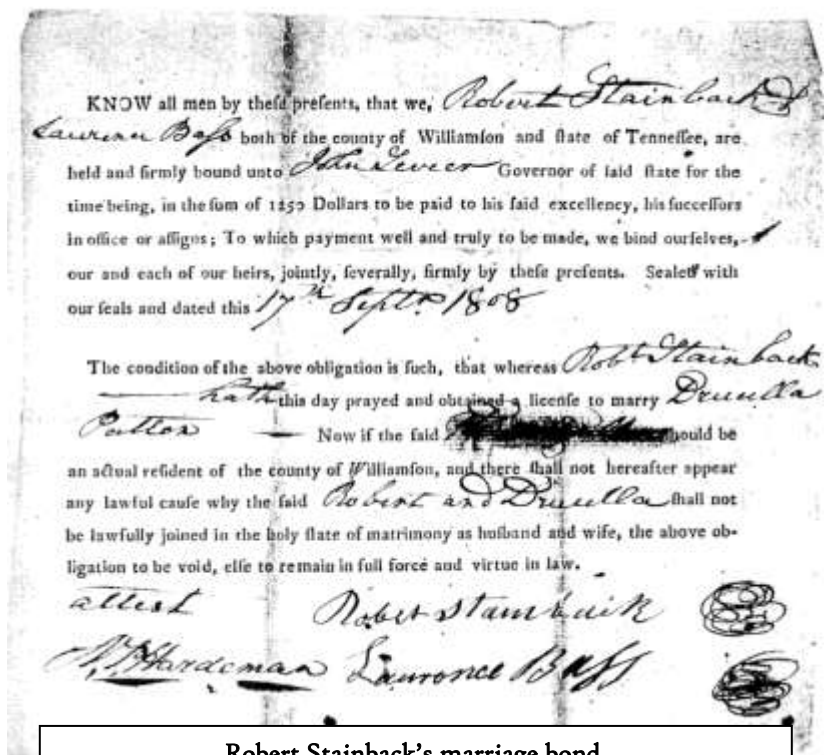 KNOW all men by theſe preſents, that we, Robert Stainback &
Laurence Baſs both of the county of Williamſon and ſtate of Tenneſſee, are
held and firmly bound unto John Sevier Governor of ſaid ſtate for the
time being, in the ſum of 1250 Dollars to be paid to his ſaid excellency, his ſucceſſors
in office or aſſigns; To which payment well and truly to be made, we bind ourſelves,
our and each of our heirs, jointly, ſeverally, firmly by theſe preſents. Sealed with
our ſeals and dated this 17th Septr 1808
The condition of the above obligation is ſuch, that whereas Robt Stainback
hath this day prayed and obtained a licenſe to marry Drucilla
Patton — Now if the ſaid should be
an actual reſident of the county of Williamſon, and there ſhall not hereafter appear
any lawful cauſe why the ſaid Robert and Drucilla ſhall not
be lawfully joined in the holy ſtate of matrimony as huſband and wife, the above ob-
ligation to be void, elſe to remain in full force and virtue in law.
attest Robert Stainback
N. P. Hardeman Laurence Bass
Robert Stainback's marriage bond